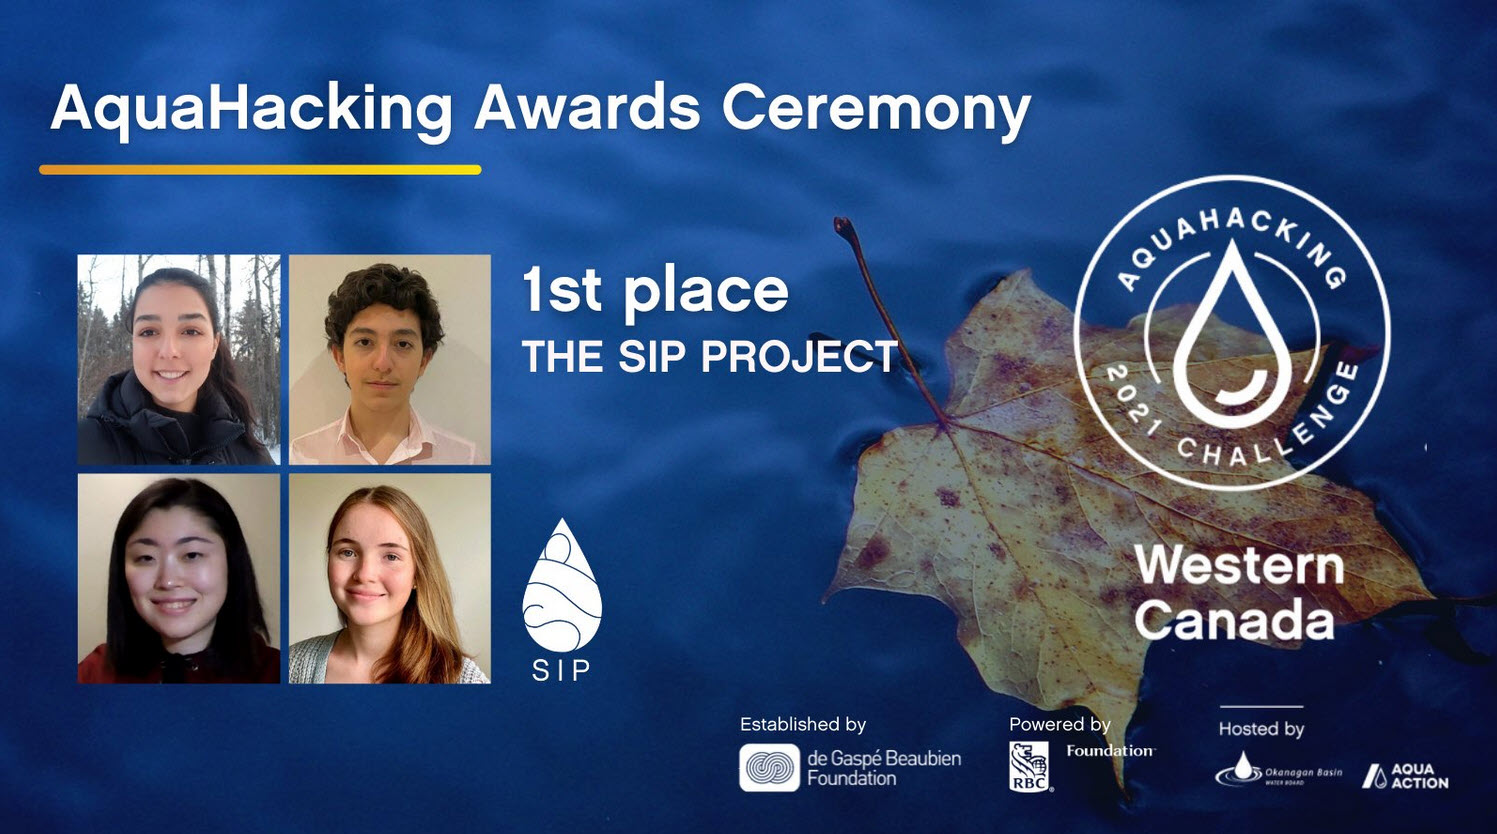 AquaHacking Awards Ceremony
1st place
THE SIP PROJECT
SIP
AQUAHACKING
2021 CHALLENGE
Western
Canada
Established by
de Gaspé Beaubien
Foundation
Powered by
RBC®
Foundation™
Hosted by
Okanagan Basin
WATER BOARD
AQUA
ACTION